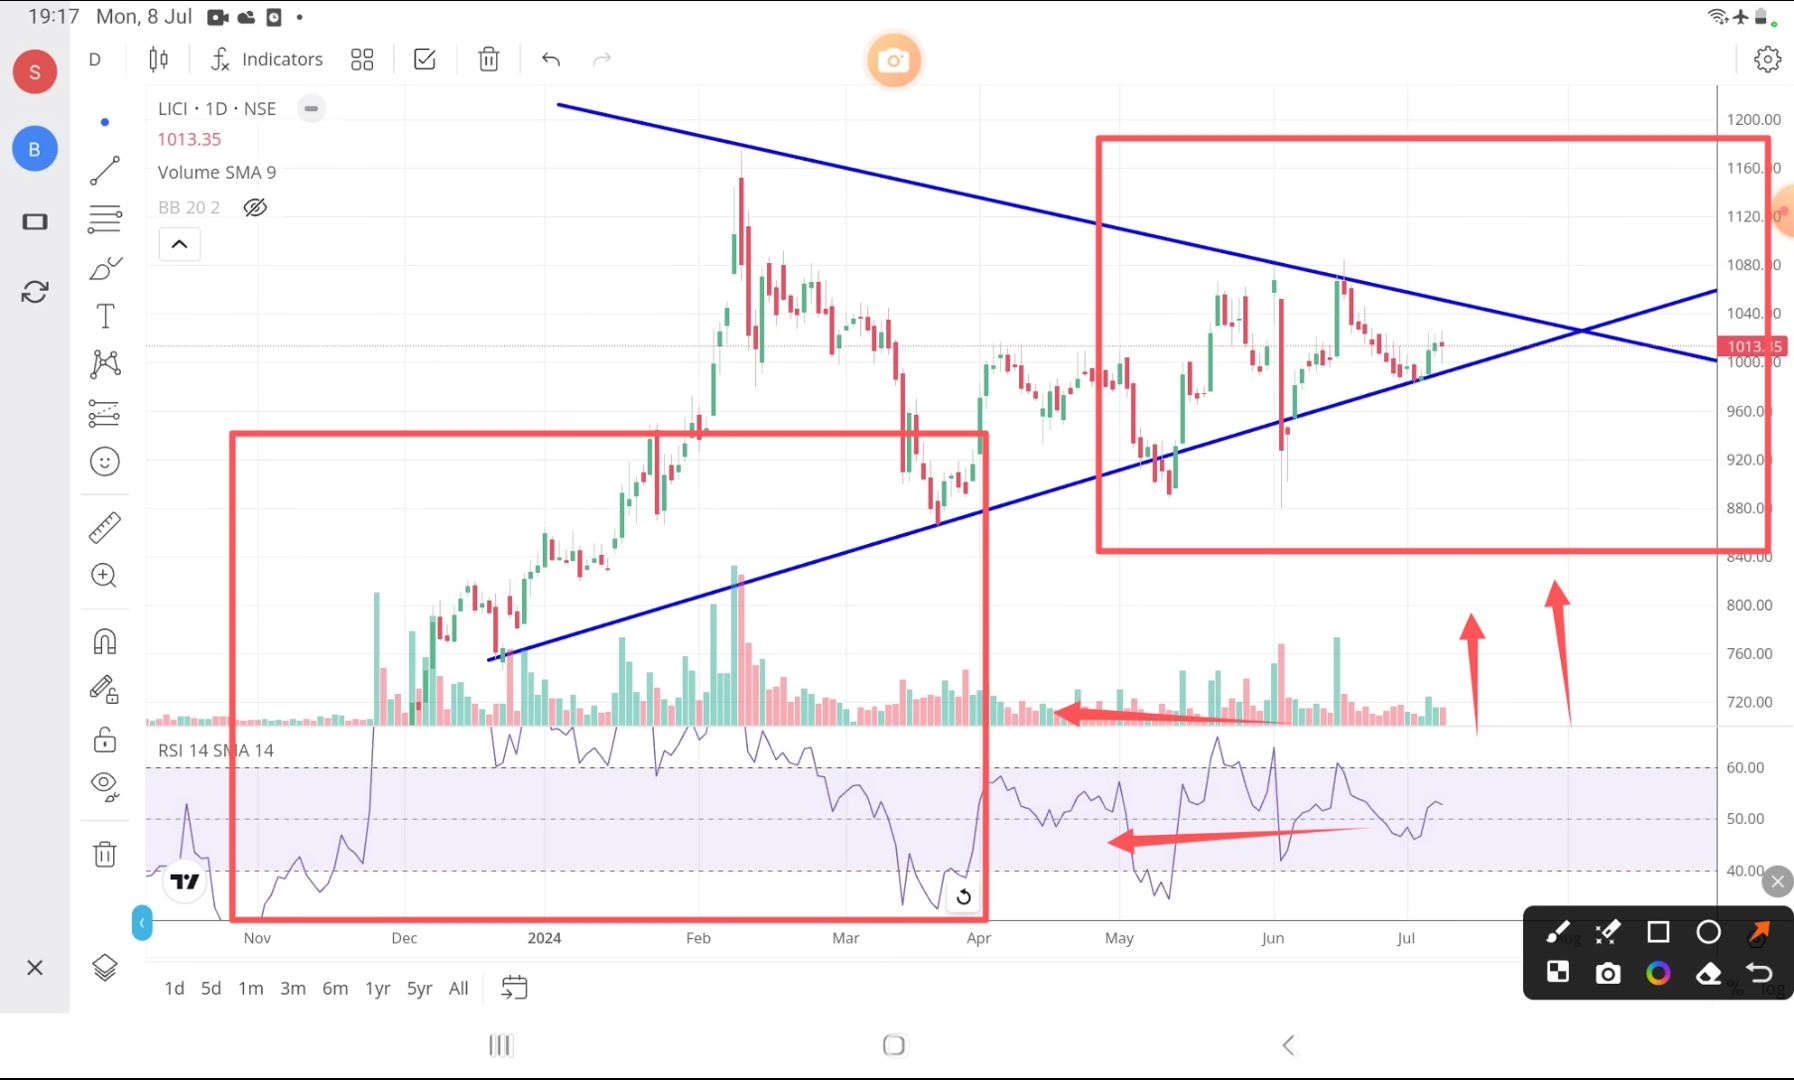 19:17 Mon, 8 Jul
S
D
Indicators
B
LICI · 1D · NSE
1013.35
Volume SMA 9
BB 20 2
T
1200.00
1160.00
1120.00
1080.00
1040.00
1013.35
1000.00
960.00
920.00
880.00
840.00
800.00
760.00
720.00
RSI 14 SMA 14
60.00
50.00
40.00
Nov Dec 2024 Feb Mar Apr May Jun Jul Aug
1d 5d 1m 3m 6m 1yr 5yr All
% log